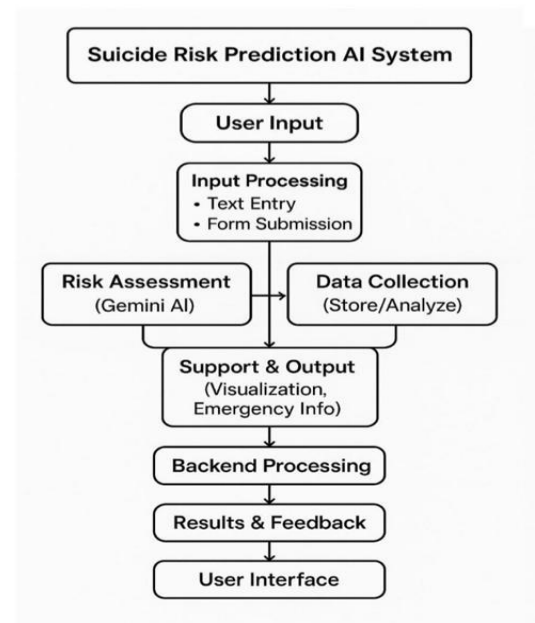 Suicide Risk Prediction AI System
User Input
Input Processing
• Text Entry
• Form Submission
Risk Assessment
(Gemini AI)
Data Collection
(Store/Analyze)
Support & Output
(Visualization,
Emergency Info)
Backend Processing
Results & Feedback
User Interface